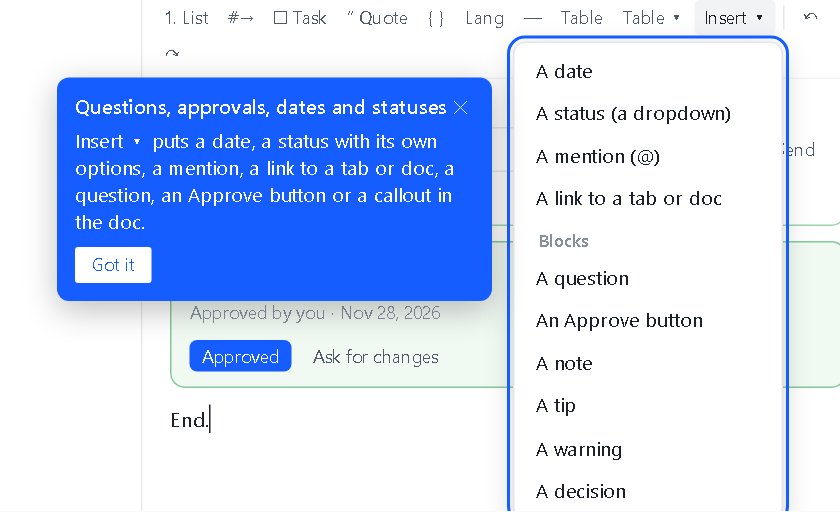 1. List #→ ☐ Task " Quote { } Lang — Table Table ▾ Insert ▾
Questions, approvals, dates and statuses
Insert ▾ puts a date, a status with its own
options, a mention, a link to a tab or doc, a
question, an Approve button or a callout in
the doc.
Got it
A date
A status (a dropdown)
A mention (@)
A link to a tab or doc
Blocks
A question
An Approve button
A note
A tip
A warning
A decision
Approved by you · Nov 28, 2026
Approved Ask for changes
End.